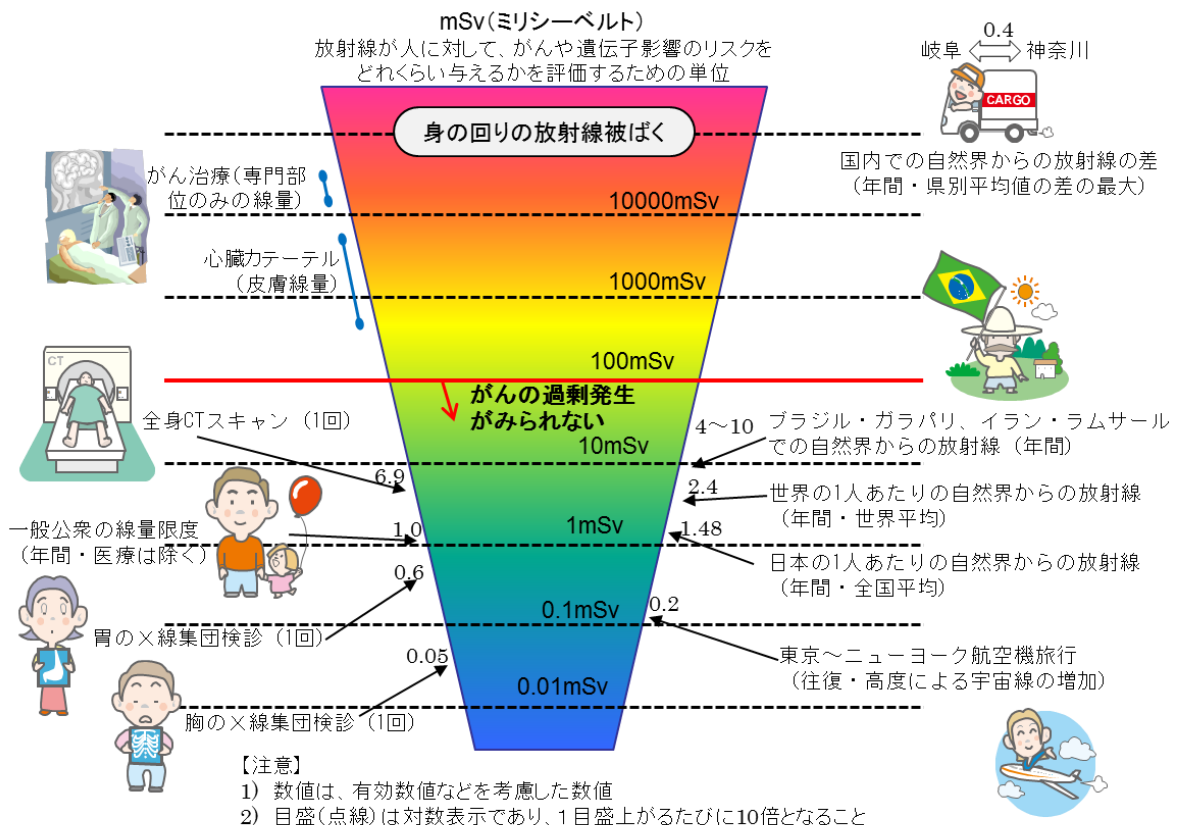 mSv（ミリシーベルト）
放射線が人に対して、がんや遺伝子影響のリスクを
どれくらい与えるかを評価するための単位
身の回りの放射線被ばく
0.4
岐阜 神奈川
CARGO
国内での自然界からの放射線の差
（年間・県別平均値の差の最大）
がん治療（専門部
位のみの線量）
10000mSv
心臓カテーテル
（皮膚線量）
1000mSv
100mSv
がんの過剰発生
がみられない
CT
全身CTスキャン（1回）
6.9
10mSv
4～10
ブラジル・ガラパリ、イラン・ラムサール
での自然界からの放射線（年間）
2.4
世界の1人あたりの自然界からの放射線
（年間・世界平均）
一般公衆の線量限度
（年間・医療は除く）
1.0
1mSv
1.48
日本の1人あたりの自然界からの放射線
（年間・全国平均）
0.6
胃のX線集団検診（1回）
0.1mSv
0.2
東京～ニューヨーク航空機旅行
（往復・高度による宇宙線の増加）
0.05
0.01mSv
胸のX線集団検診（1回）
【注意】
1) 数値は、有効数値などを考慮した数値
2) 目盛（点線）は対数表示であり、1目盛上がるたびに10倍となること